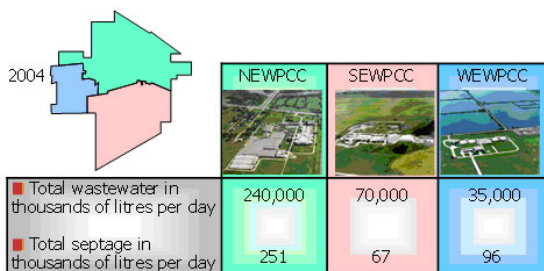 2004
NEWPCC SEWPCC WEWPCC
Total wastewater in
thousands of litres per day
240,000 70,000 35,000
Total septage in
thousands of litres per day
251 67 96